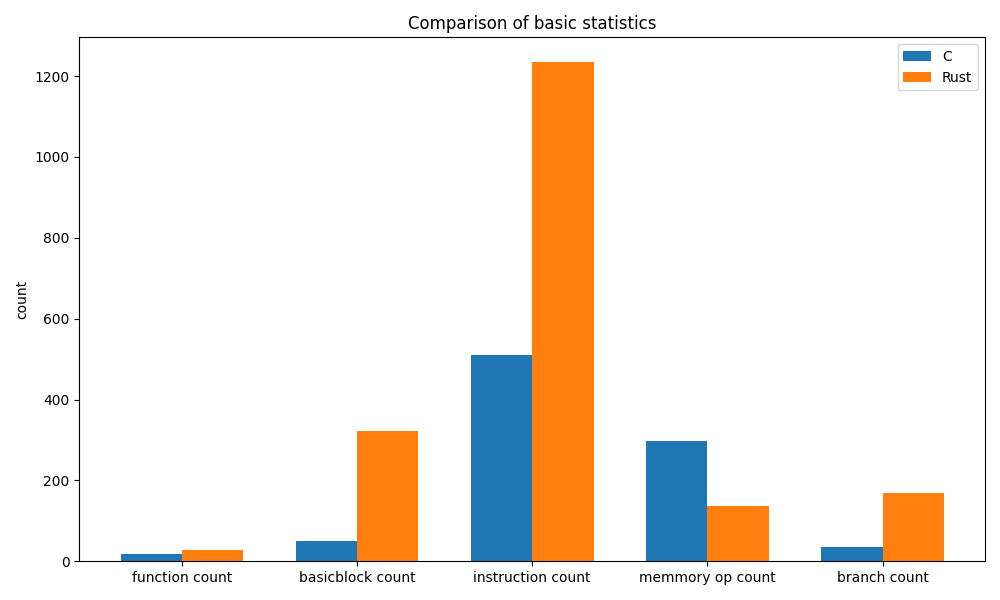 Comparison of basic statistics
C
Rust
count
1200
1000
800
600
400
200
0
function count
basicblock count
instruction count
memmory op count
branch count